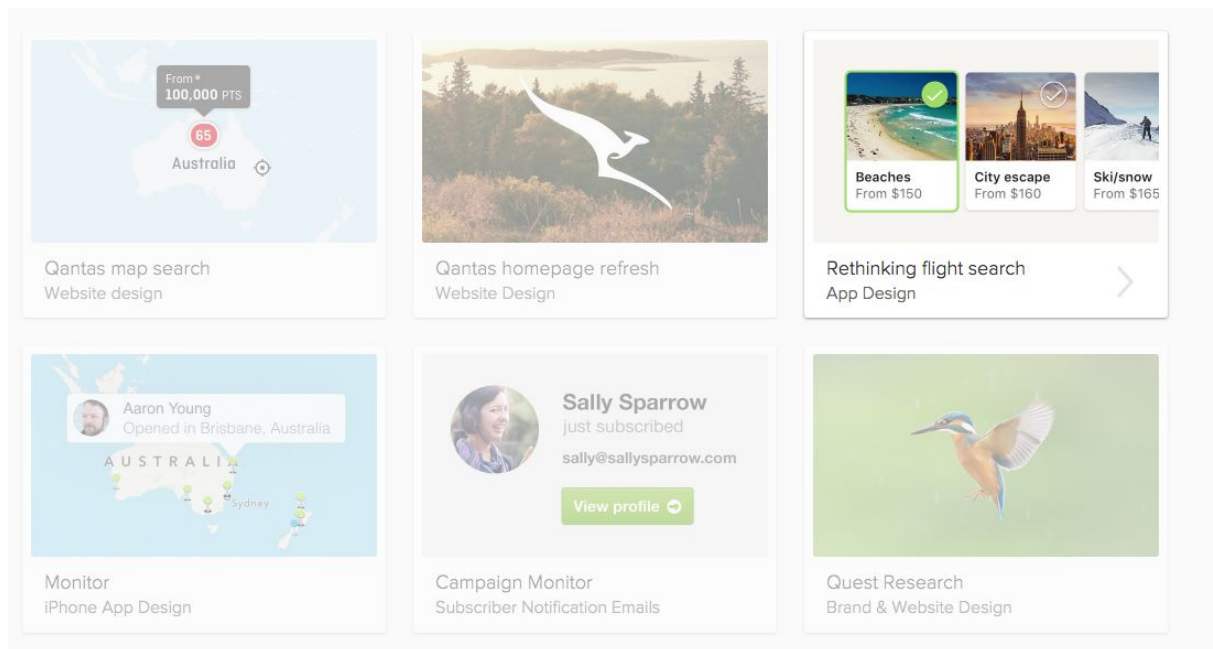 From*
100,000 PTS
65
Australia
Qantas map search
Website design
Qantas homepage refresh
Website Design
Beaches
From $150
City escape
From $160
Ski/snow
From $165
Rethinking flight search
App Design
Aaron Young
Opened in Brisbane, Australia
AUSTRALIA
Sydney
Monitor
iPhone App Design
Sally Sparrow
just subscribed
sally@sallysparrow.com
View profile
Campaign Monitor
Subscriber Notification Emails
Quest Research
Brand & Website Design